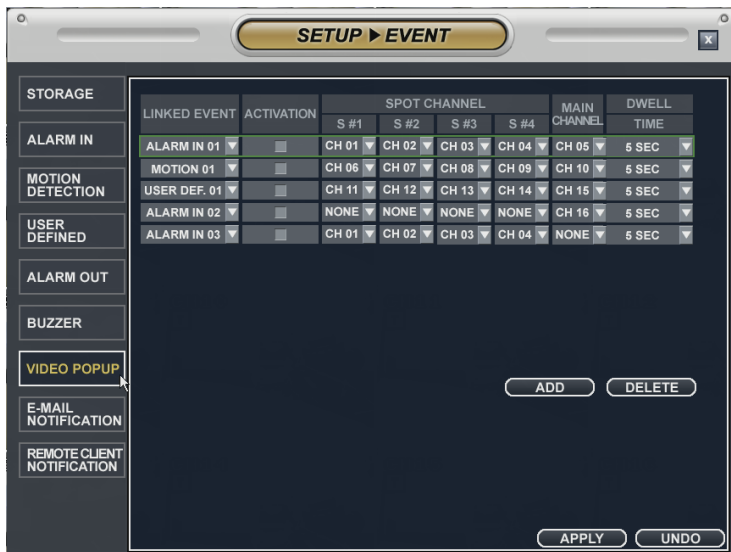 SETUP ▶ EVENT
X
STORAGE
ALARM IN
MOTION
DETECTION
USER
DEFINED
ALARM OUT
BUZZER
VIDEO POPUP
E-MAIL
NOTIFICATION
REMOTE CLIENT
NOTIFICATION
LINKED EVENT ACTIVATION SPOT CHANNEL MAIN CHANNEL DWELL TIME
S #1 S #2 S #3 S #4
ALARM IN 01 CH 01 CH 02 CH 03 CH 04 CH 05 5 SEC
MOTION 01 CH 06 CH 07 CH 08 CH 09 CH 10 5 SEC
USER DEF. 01 CH 11 CH 12 CH 13 CH 14 CH 15 5 SEC
ALARM IN 02 NONE NONE NONE NONE CH 16 5 SEC
ALARM IN 03 CH 01 CH 02 CH 03 CH 04 NONE 5 SEC
ADD DELETE
APPLY UNDO